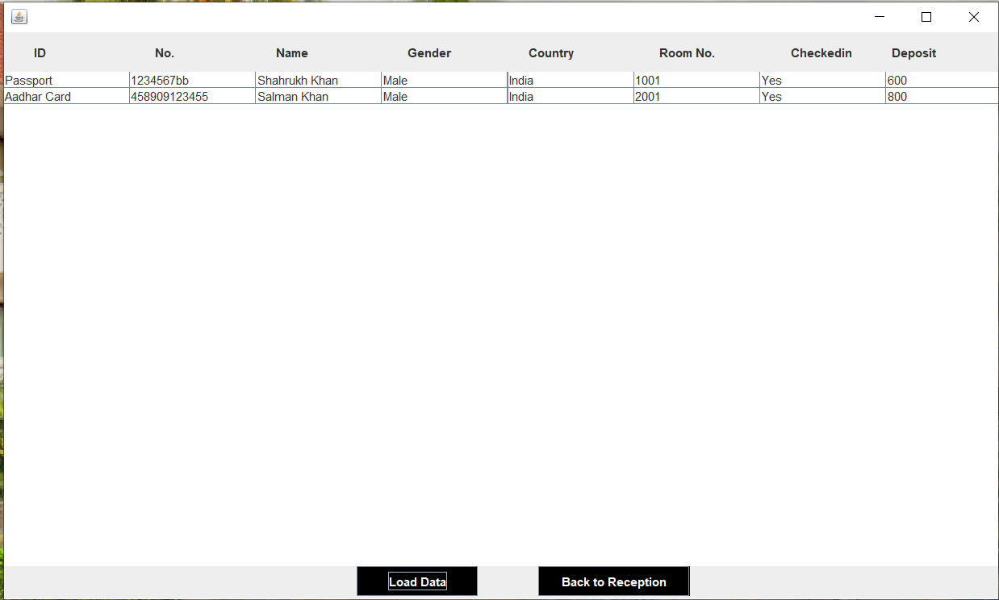 ID No. Name Gender Country Room No. Checkedin Deposit
Passport 1234567bb Shahrukh Khan Male India 1001 Yes 600
Aadhar Card 458909123455 Salman Khan Male India 2001 Yes 800
Load Data Back to Reception